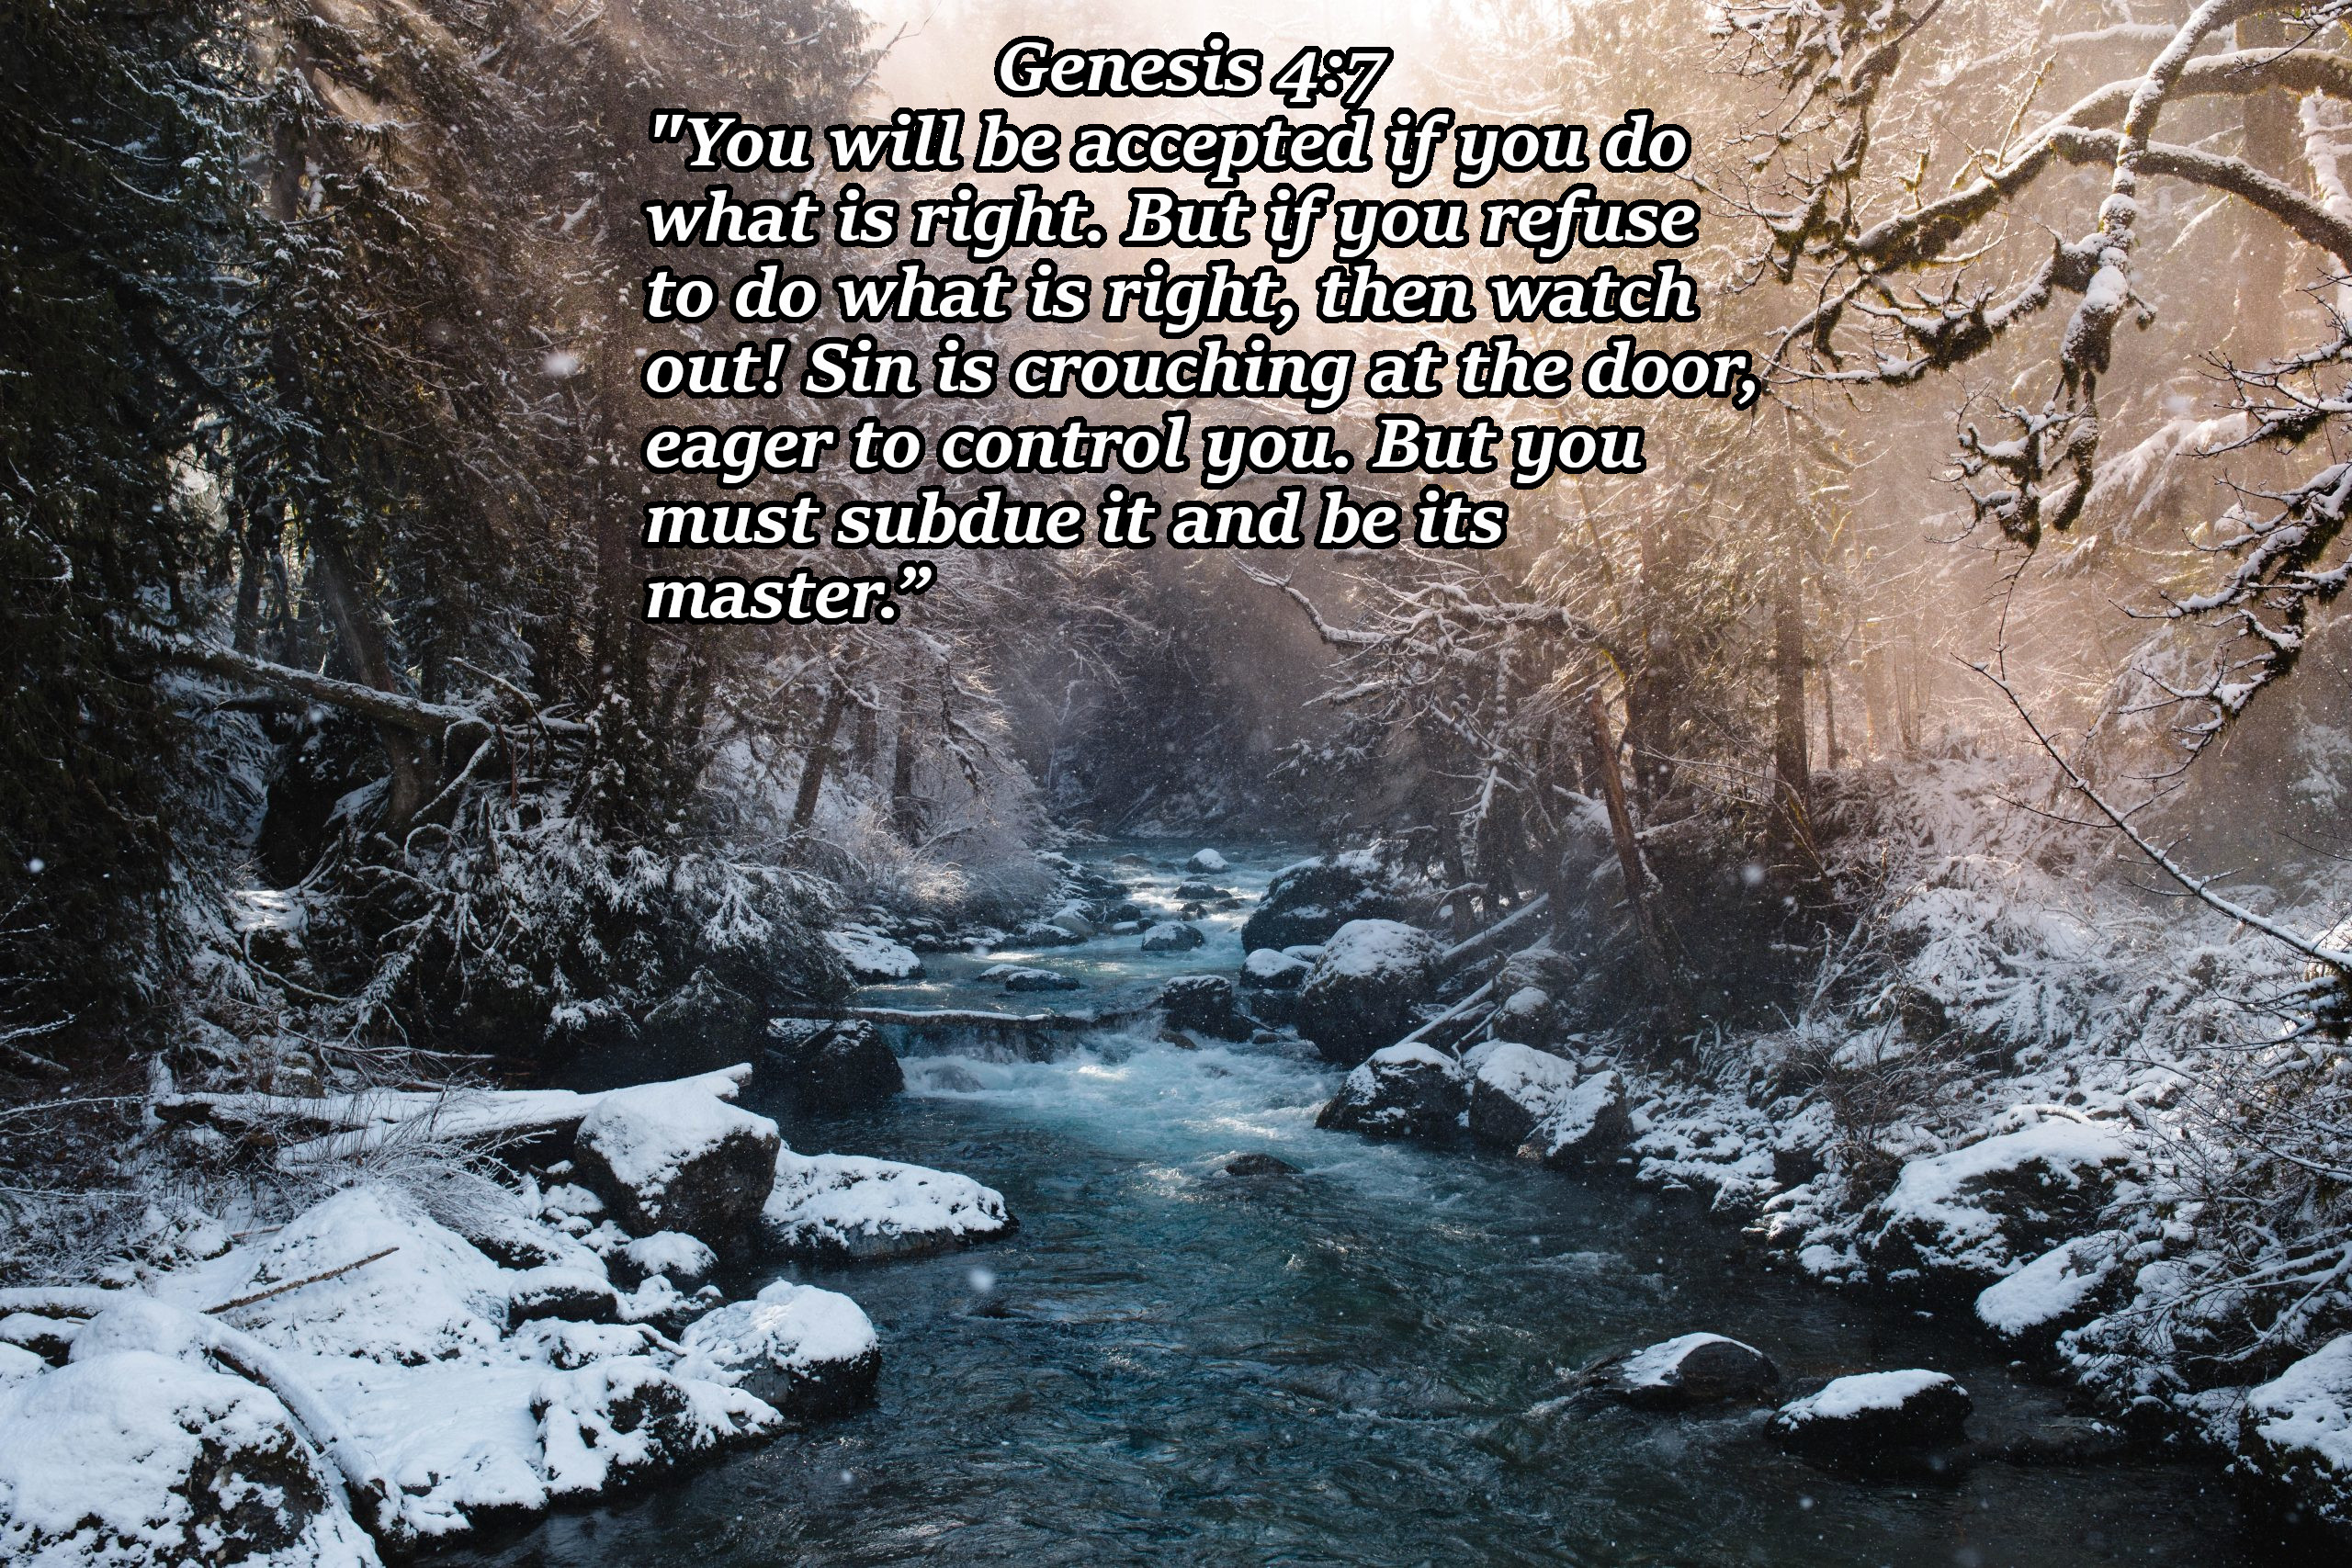 Genesis 4:7
"You will be accepted if you do
what is right. But if you refuse
to do what is right, then watch
out! Sin is crouching at the door,
eager to control you. But you
must subdue it and be its
master.”